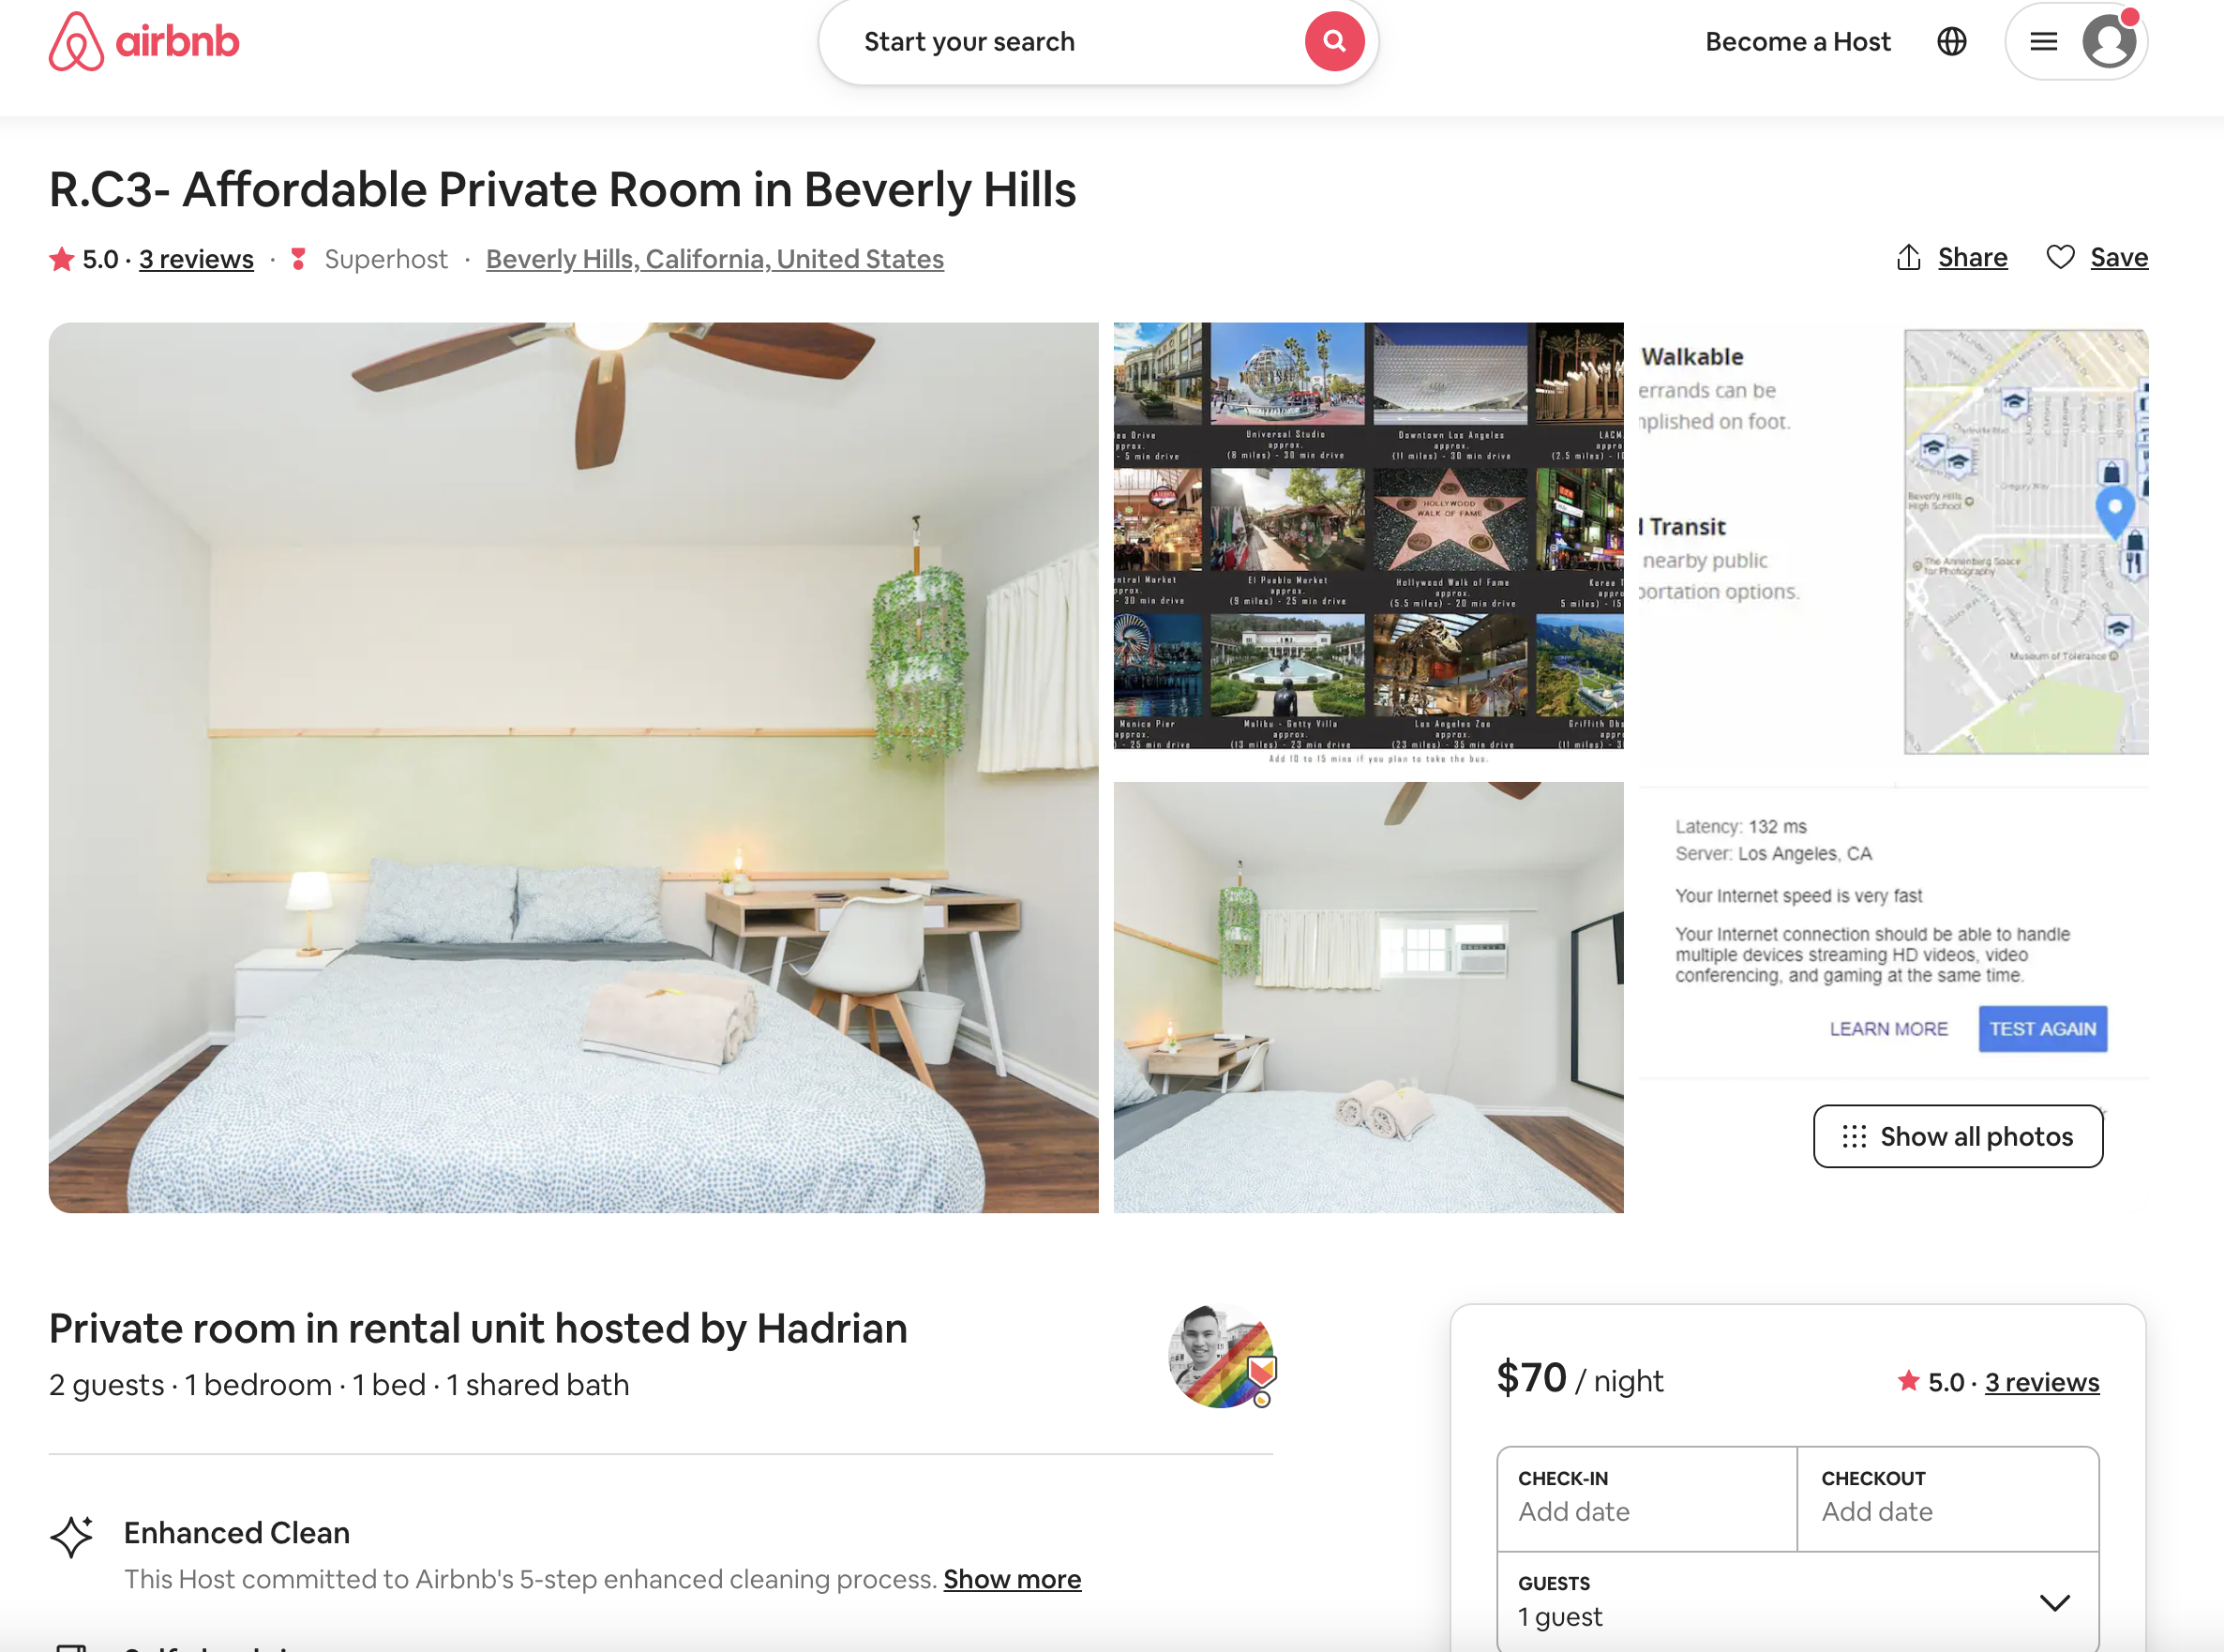 airbnb
Start your search
Become a Host
R.C3- Affordable Private Room in Beverly Hills
5.0 · 3 reviews · Superhost · Beverly Hills, California, United States
Share
Save
Drive
approx.
- 5 min drive
Universal Studio
approx.
(8 miles) - 30 min drive
Downtown Los Angeles
approx.
(11 miles) - 30 min drive
LACM
appro
(2.5 miles) - 1
ntral Market
pprox.
- 30 min drive
El Pueblo Market
approx.
(9 miles) - 25 min drive
HOLLYWOOD
WALK OF FAME
Hollywood Walk of Fame
approx.
(5.5 miles) - 20 min drive
Korea T
appro
5 miles) - 15
Monica Pier
approx.
) - 25 min drive
Malibu - Getty Villa
approx.
(13 miles) - 23 min drive
Los Angeles Zoo
approx.
(23 miles) - 35 min drive
Griffith Obs
appr
(11 miles) - 3
Add 10 to 15 mins if you plan to take the bus.
Walkable
errands can be
mplished on foot.
d Transit
nearby public
portation options.
Gregory Way
Beverly Hills
High School
The Annenberg Space
for Photography
Museum of Tolerance
Latency: 132 ms
Server: Los Angeles, CA
Your Internet speed is very fast
Your Internet connection should be able to handle
multiple devices streaming HD videos, video
conferencing, and gaming at the same time.
LEARN MORE
TEST AGAIN
Show all photos
Private room in rental unit hosted by Hadrian
2 guests · 1 bedroom · 1 bed · 1 shared bath
$70 / night
5.0 · 3 reviews
CHECK-IN
Add date
CHECKOUT
Add date
GUESTS
1 guest
Enhanced Clean
This Host committed to Airbnb's 5-step enhanced cleaning process. Show more